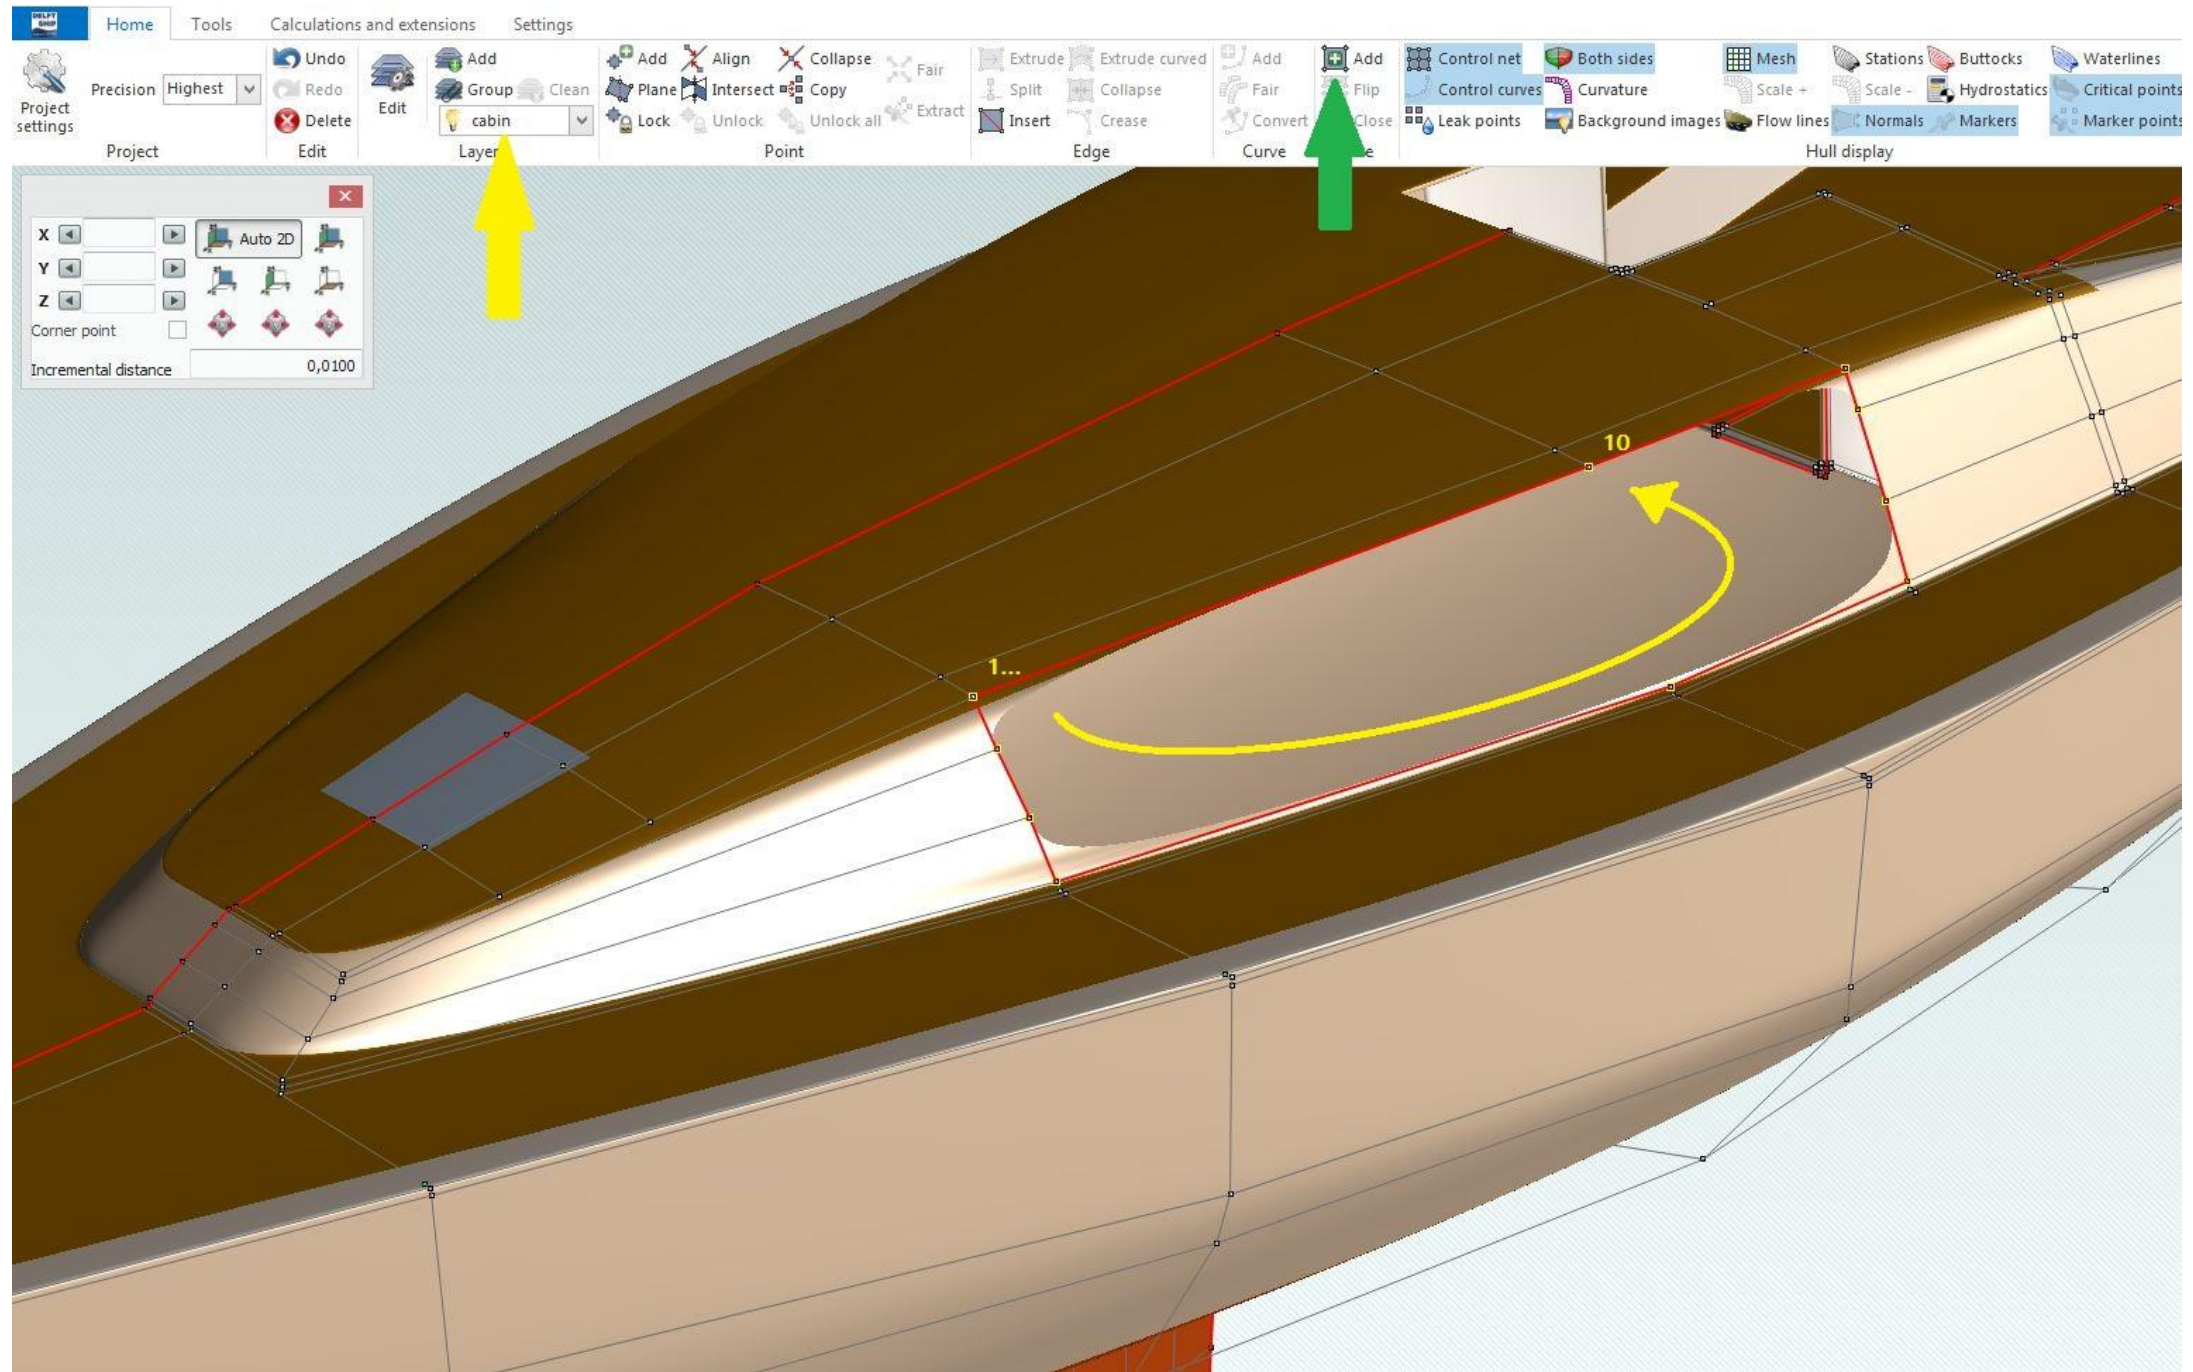 DELFT SHIP
Home Tools Calculations and extensions Settings
Undo Add Add Align Collapse Fair Extrude Extrude curved Add Add Control net Both sides Mesh Stations Buttocks Waterlines
Precision Highest Redo Group Clean Plane Intersect Copy Split Collapse Fair Flip Control curves Curvature Scale + Scale - Hydrostatics Critical points
Project settings Delete Edit cabin Lock Unlock Unlock all Extract Insert Crease Convert Close Leak points Background images Flow lines Normals Markers Marker points
Project Edit Layer Point Edge Curve Hull display
X Auto 2D
Y
Z
Corner point
Incremental distance 0,0100
10
1...